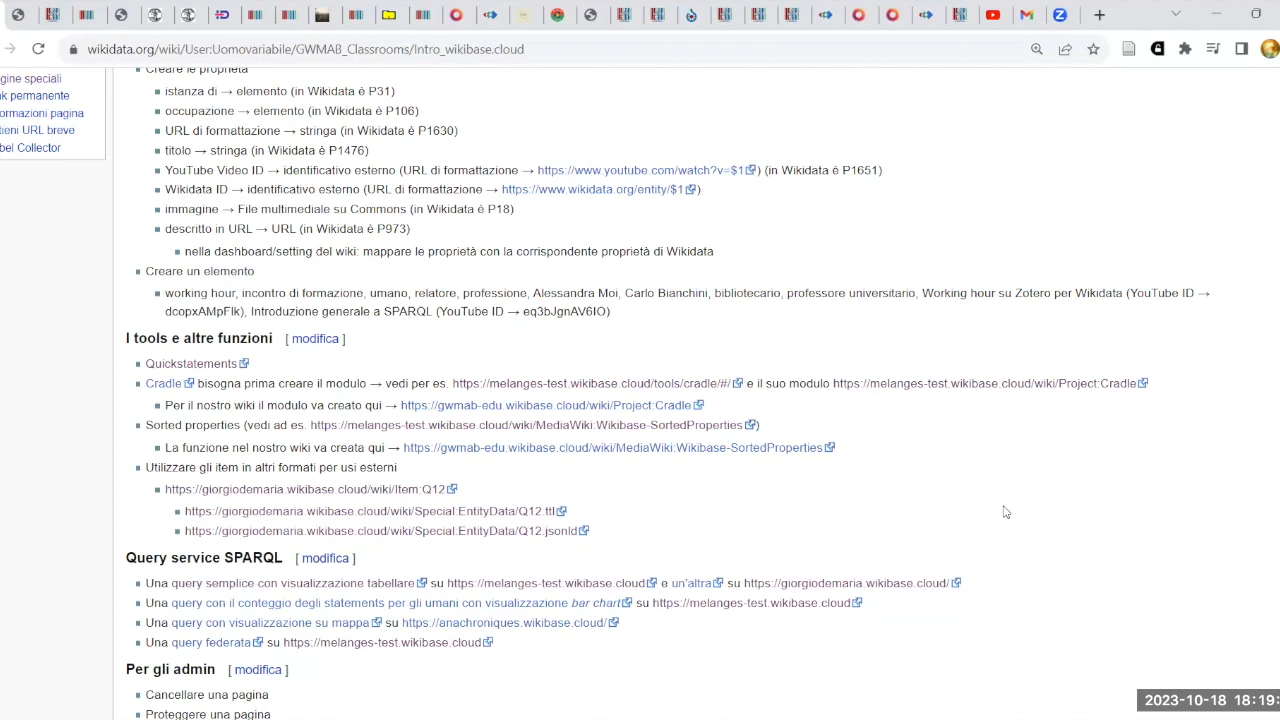 wikidata.org/wiki/User:Uomovariabile/GWMAB_Classrooms/Intro_wikibase.cloud
gine speciali
k permanente
ormazioni pagina
tieni URL breve
bel Collector
Creare le proprietà
istanza di → elemento (in Wikidata è P31)
occupazione → elemento (in Wikidata è P106)
URL di formattazione → stringa (in Wikidata è P1630)
titolo → stringa (in Wikidata è P1476)
YouTube Video ID → identificativo esterno (URL di formattazione → https://www.youtube.com/watch?v=$1) (in Wikidata è P1651)
Wikidata ID → identificativo esterno (URL di formattazione → https://www.wikidata.org/entity/$1)
immagine → File multimediale su Commons (in Wikidata è P18)
descritto in URL → URL (in Wikidata è P973)
nella dashboard/setting del wiki: mappare le proprietà con la corrispondente proprietà di Wikidata
Creare un elemento
working hour, incontro di formazione, umano, relatore, professione, Alessandra Moi, Carlo Bianchini, bibliotecario, professore universitario, Working hour su Zotero per Wikidata (YouTube ID →
dcopxAMpFlk), Introduzione generale a SPARQL (YouTube ID → eq3bJgnAV6IO)
I tools e altre funzioni [ modifica ]
Quickstatements
Cradle bisogna prima creare il modulo → vedi per es. https://melanges-test.wikibase.cloud/tools/cradle/#/ e il suo modulo https://melanges-test.wikibase.cloud/wiki/Project:Cradle
Per il nostro wiki il modulo va creato qui → https://gwmab-edu.wikibase.cloud/wiki/Project:Cradle
Sorted properties (vedi ad es. https://melanges-test.wikibase.cloud/wiki/MediaWiki:Wikibase-SortedProperties)
La funzione nel nostro wiki va creata qui → https://gwmab-edu.wikibase.cloud/wiki/MediaWiki:Wikibase-SortedProperties
Utilizzare gli item in altri formati per usi esterni
https://giorgiodemaria.wikibase.cloud/wiki/Item:Q12
https://giorgiodemaria.wikibase.cloud/wiki/Special:EntityData/Q12.ttl
https://giorgiodemaria.wikibase.cloud/wiki/Special:EntityData/Q12.jsonld
Query service SPARQL [ modifica ]
Una query semplice con visualizzazione tabellare su https://melanges-test.wikibase.cloud e un'altra su https://giorgiodemaria.wikibase.cloud/
Una query con il conteggio degli statements per gli umani con visualizzazione bar chart su https://melanges-test.wikibase.cloud
Una query con visualizzazione su mappa su https://anachroniques.wikibase.cloud/
Una query federata su https://melanges-test.wikibase.cloud
Per gli admin [ modifica ]
Cancellare una pagina
Proteggere una pagina
2023-10-18 18:19: